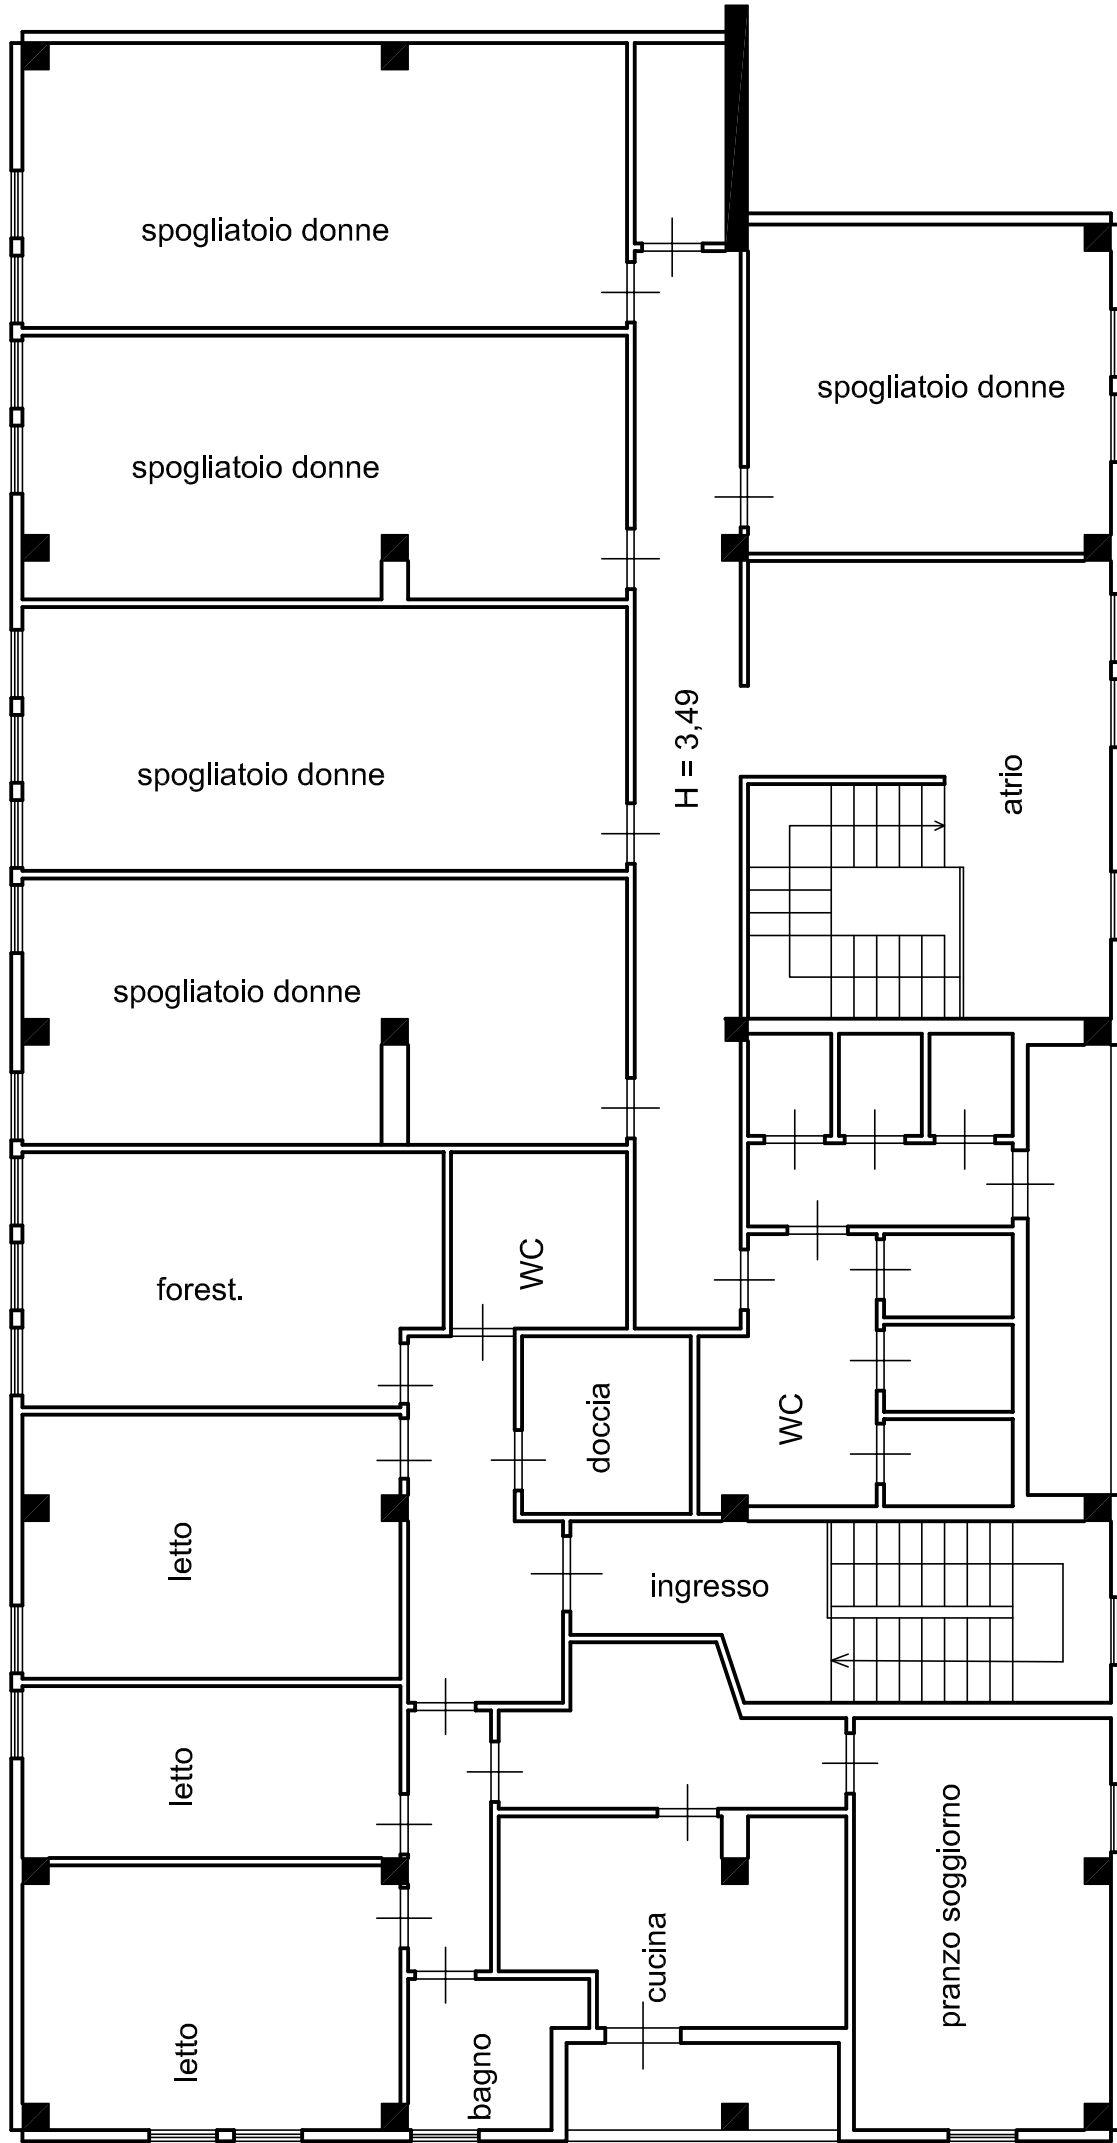 spogliatoio donne
spogliatoio donne
spogliatoio donne
H = 3,49
spogliatoio donne
atrio
spogliatoio donne
forest.
WC
doccia
WC
letto
ingresso
letto
pranzo soggiorno
cucina
letto
bagno